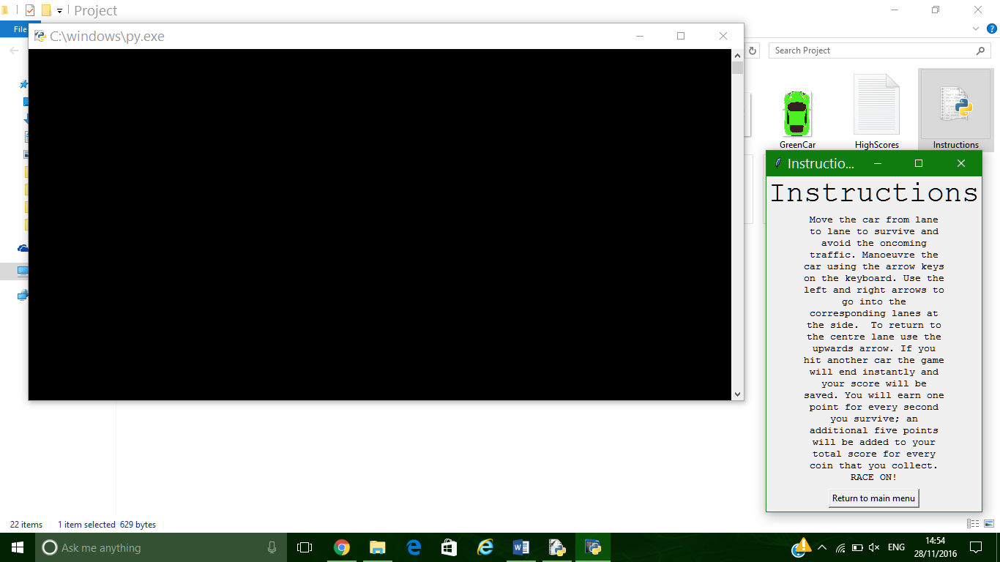 Project
File
C:\windows\py.exe
Search Project
GreenCar
HighScores
Instructions
Instructio...
Instructions
Move the car from lane
to lane to survive and
avoid the oncoming
traffic. Manoeuvre the
car using the arrow keys
on the keyboard. Use the
left and right arrows to
go into the
corresponding lanes at
the side.  To return to
the centre lane use the
upwards arrow. If you
hit another car the game
will end instantly and
your score will be
saved. You will earn one
point for every second
you survive; an
additional five points
will be added to your
total score for every
coin that you collect.
RACE ON!
Return to main menu
22 items
1 item selected 629 bytes
Ask me anything
ENG
14:54
28/11/2016